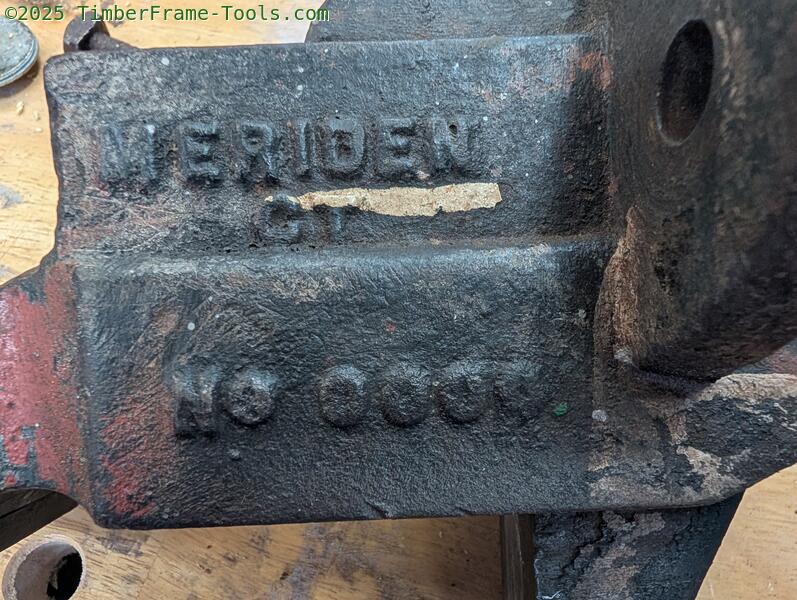 ©2025 TimberFrame-Tools.com
MERIDEN
CT
No 0000